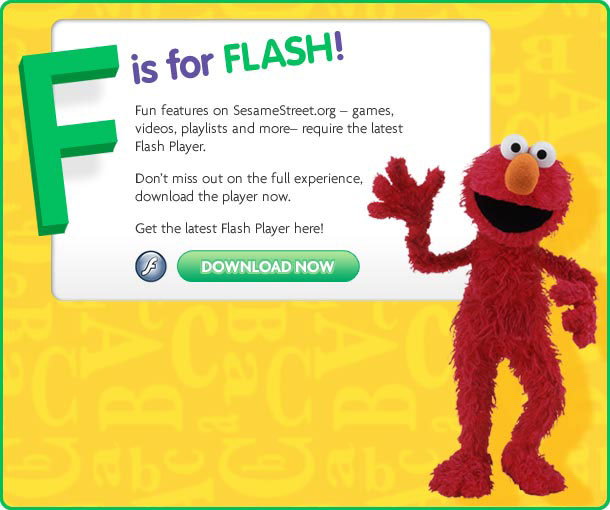 F is for FLASH!
Fun features on SesameStreet.org – games,
videos, playlists and more– require the latest
Flash Player.
Don't miss out on the full experience,
download the player now.
Get the latest Flash Player here!
f DOWNLOAD NOW